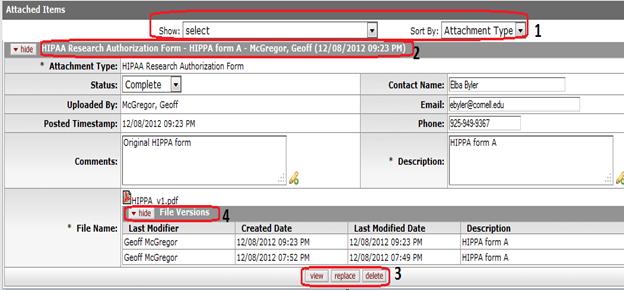 Attached Items
Show: select Sort By: Attachment Type 1
hide HIPAA Research Authorization Form - HIPPA form A - McGregor, Geoff (12/08/2012 09:23 PM) 2
* Attachment Type: HIPAA Research Authorization Form
Status: Complete Contact Name: Elba Byler
Uploaded By: McGregor, Geoff Email: ebyler@cornell.edu
Posted Timestamp: 12/08/2012 09:23 PM Phone: 925-949-9367
Comments: Original HIPPA form * Description: HIPPA form A
HIPPA_v1.pdf
hide File Versions 4
* File Name: Last Modifier Created Date Last Modified Date Description
Geoff McGregor 12/08/2012 09:23 PM 12/08/2012 09:23 PM HIPPA form A
Geoff McGregor 12/08/2012 07:52 PM 12/08/2012 07:49 PM HIPPA form A
view replace delete 3